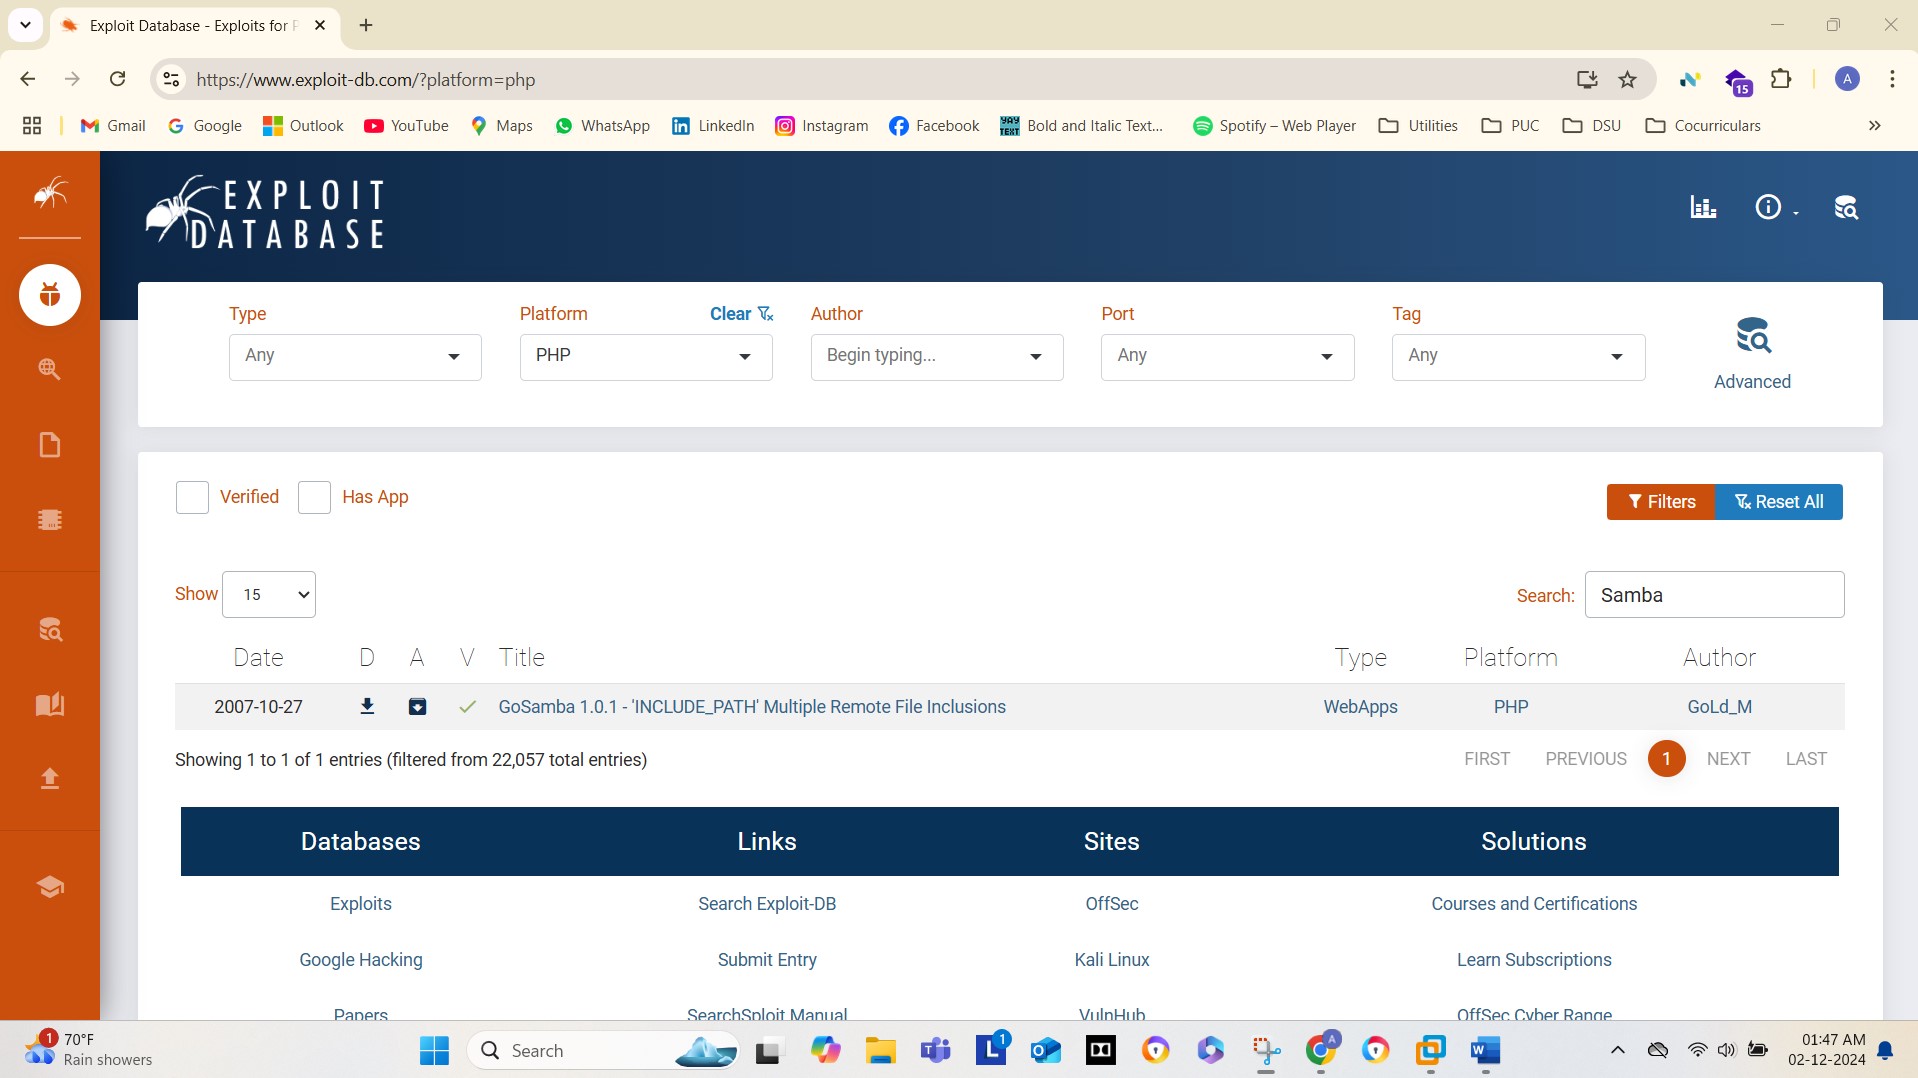 Exploit Database - Exploits for P
https://www.exploit-db.com/?platform=php
15
A
Gmail Google Outlook YouTube Maps WhatsApp LinkedIn Instagram Facebook YAY TEXT Bold and Italic Text... Spotify – Web Player Utilities PUC DSU Cocurriculars
EXPLOIT
DATABASE
Type Platform Clear Author Port Tag
Any PHP Begin typing... Any Any
Advanced
Verified Has App Filters Reset All
Show 15 Search: Samba
Date D A V Title Type Platform Author
2007-10-27 GoSamba 1.0.1 - 'INCLUDE_PATH' Multiple Remote File Inclusions WebApps PHP GoLd_M
Showing 1 to 1 of 1 entries (filtered from 22,057 total entries) FIRST PREVIOUS 1 NEXT LAST
Databases Links Sites Solutions
Exploits Search Exploit-DB OffSec Courses and Certifications
Google Hacking Submit Entry Kali Linux Learn Subscriptions
Papers SearchSploit Manual VulnHub OffSec Cyber Range
1 70°F
Rain showers
Search
L 1
A
W
01:47 AM
02-12-2024